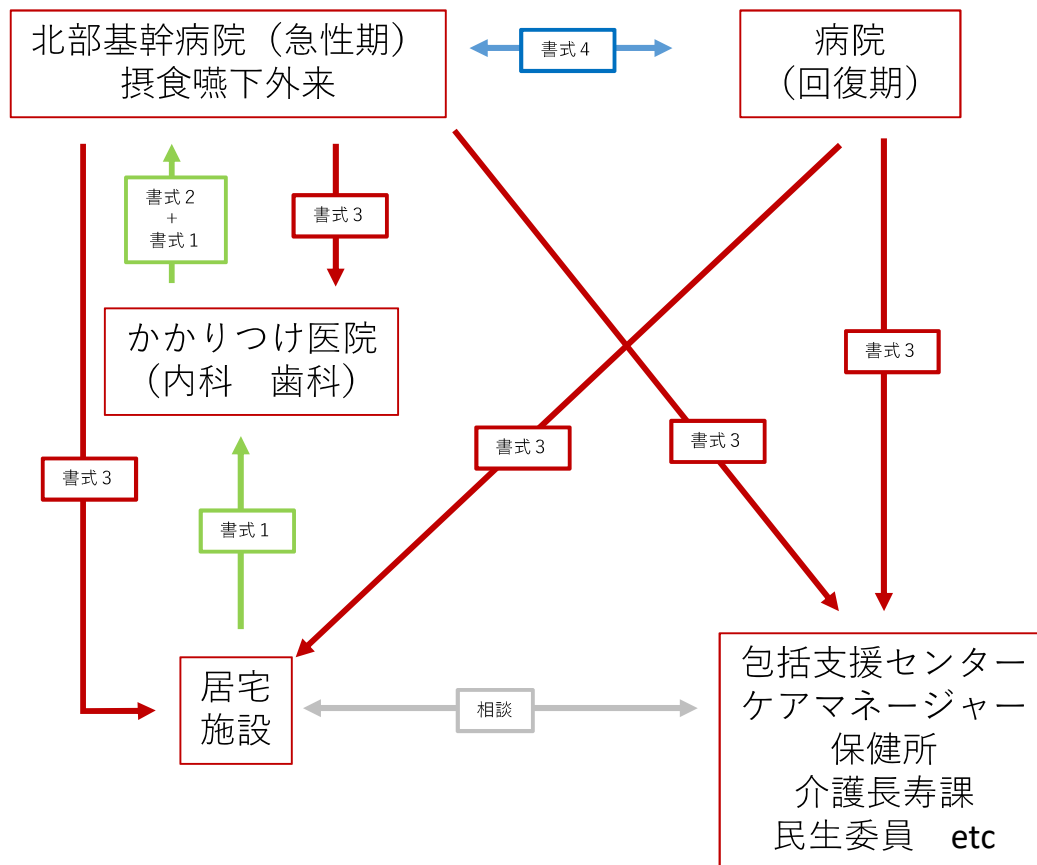 北部基幹病院（急性期）
摂食嚥下外来
書式４
病院
（回復期）
書式２
+
書式１
書式３
かかりつけ医院
（内科　歯科）
書式３
書式３
書式３
書式３
書式１
居宅
施設
相談
包括支援センター
ケアマネージャー
保健所
介護長寿課
民生委員　etc